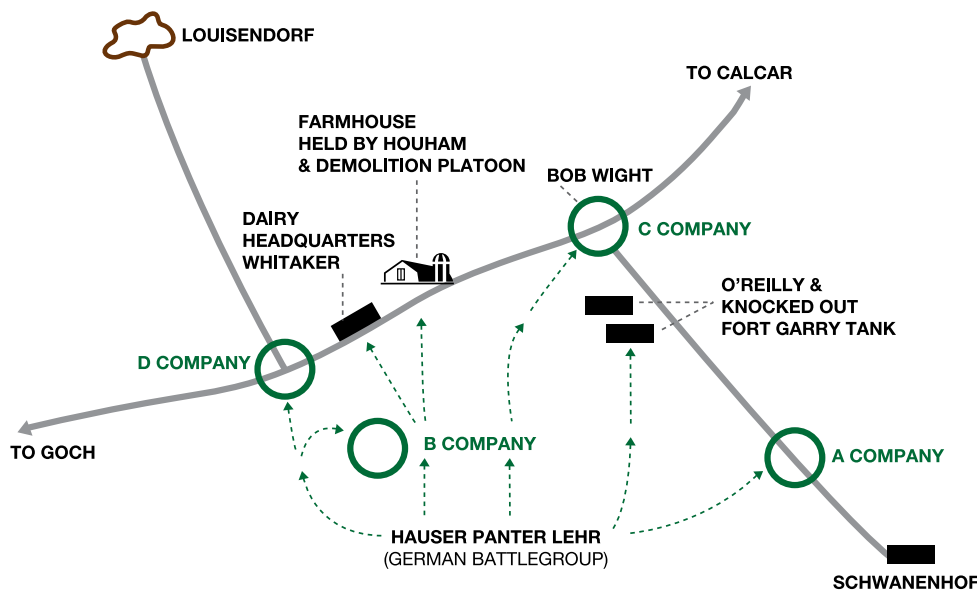 LOUISENDORF
TO CALCAR
FARMHOUSE
HELD BY HOUHAM
& DEMOLITION PLATOON
BOB WIGHT
DAIRY
HEADQUARTERS
WHITAKER
C COMPANY
O'REILLY &
KNOCKED OUT
FORT GARRY TANK
D COMPANY
B COMPANY
TO GOCH
A COMPANY
HAUSER PANTER LEHR
(GERMAN BATTLEGROUP)
SCHWANENHOF